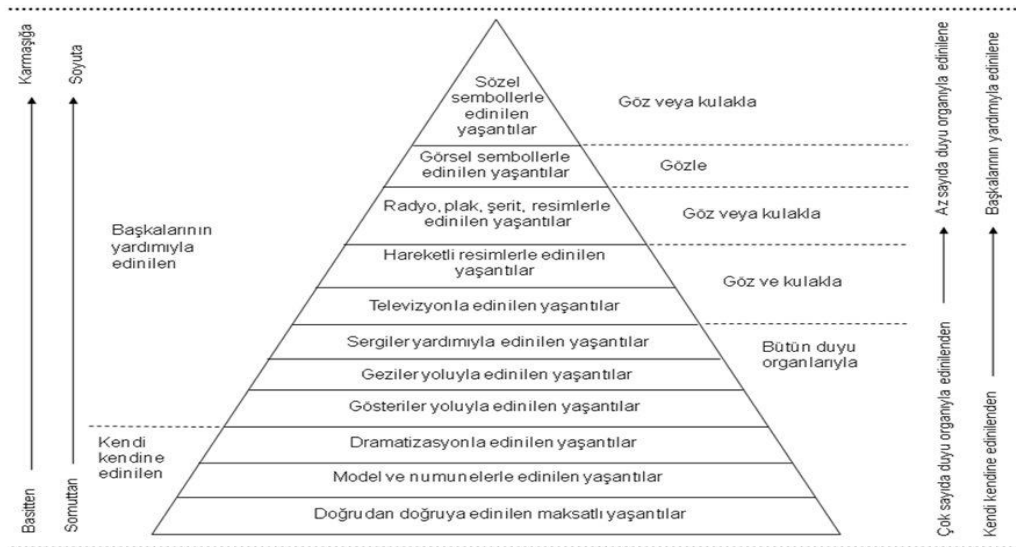 Karmaşığa
Soyuta
Basitten
Somuttan
Başkalarının
yardımıyla
edinilen
Kendi
kendine
edinilen
Sözel
sembollerle
edinilen
yaşantılar
Görsel sembollerle
edinilen yaşantılar
Radyo, plak, şerit, resimlerle
edinilen yaşantılar
Hareketli resimlerle edinilen
yaşantılar
Televizyonla edinilen yaşantılar
Sergiler yardımıyla edinilen yaşantılar
Geziler yoluyla edinilen yaşantılar
Gösteriler yoluyla edinilen yaşantılar
Dramatizasyonla edinilen yaşantılar
Model ve numunelerle edinilen yaşantılar
Doğrudan doğruya edinilen maksatlı yaşantılar
Göz veya kulakla
Gözle
Göz veya kulakla
Göz ve kulakla
Bütün duyu
organlarıyla
Az sayıda duyu organıyla edinilene
Çok sayıda duyu organıyla edinilenden
Başkalarının yardımıyla edinilene
Kendi kendine edinilenden